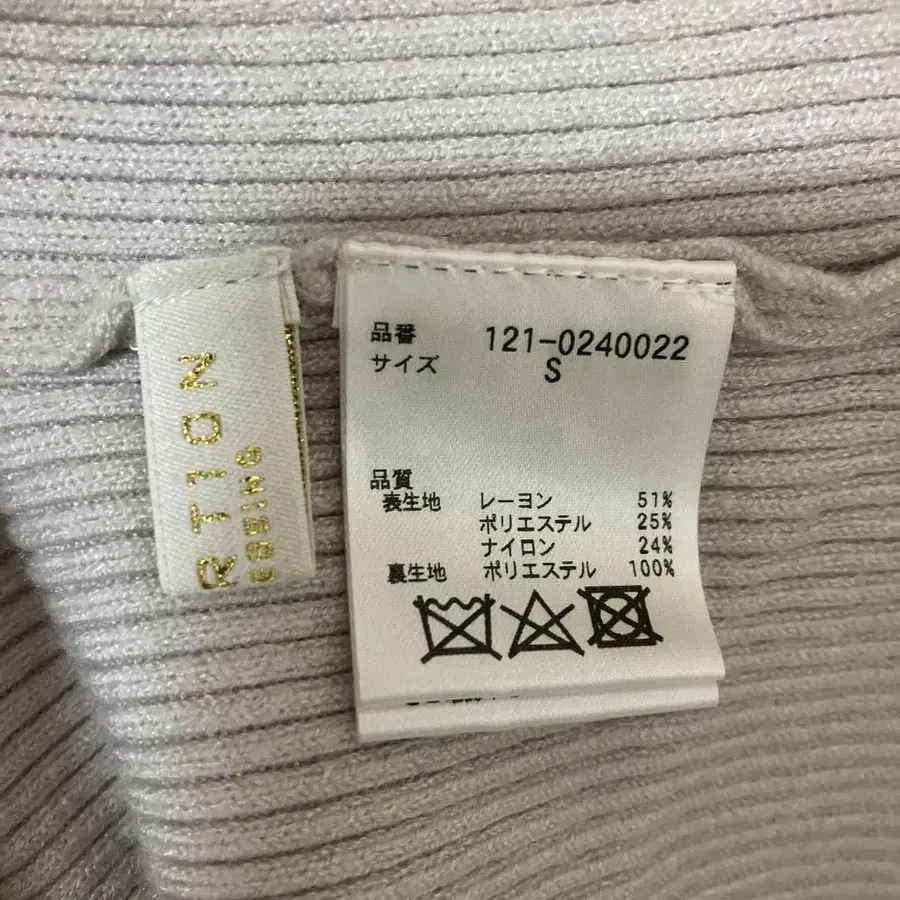 RTION
ESSING
品番 121-0240022
サイズ S
品質
表生地 レーヨン 51%
ポリエステル 25%
ナイロン 24%
裏生地 ポリエステル 100%